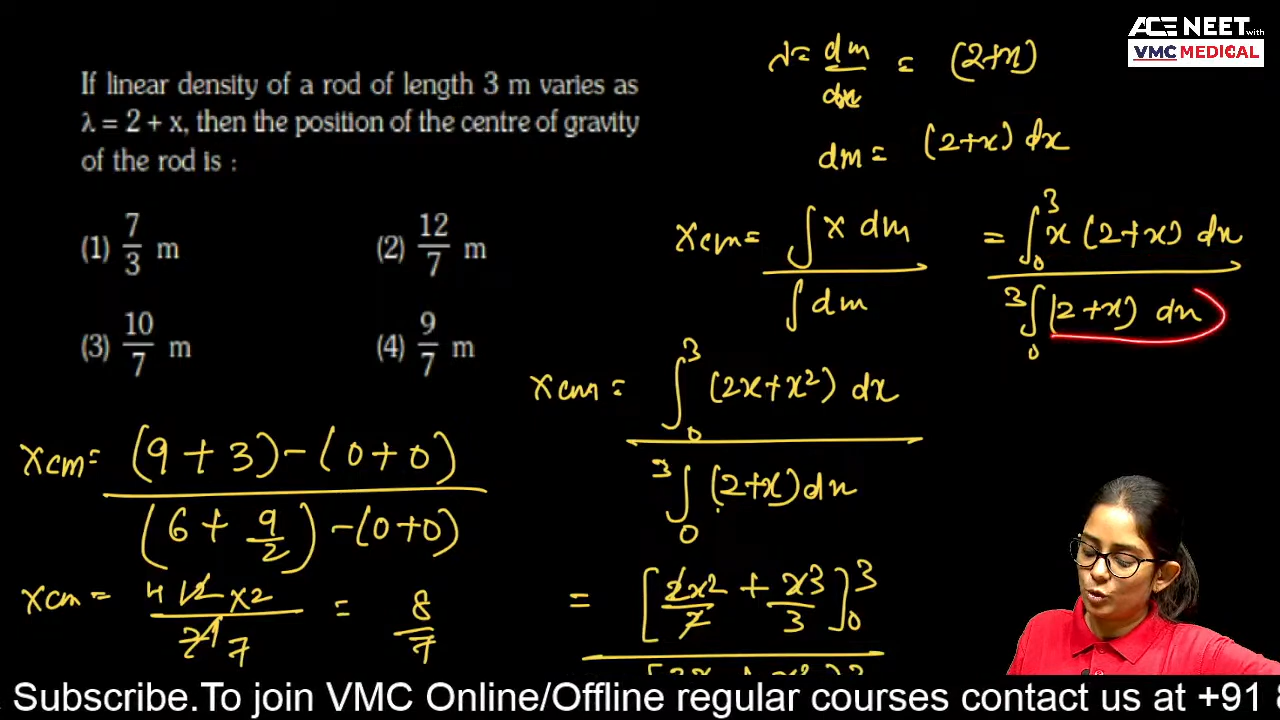 ACE NEET with
VMC MEDICAL
If linear density of a rod of length 3 m varies as
λ = 2 + x, then the position of the centre of gravity
of the rod is :
(1) 7/3 m
(2) 12/7 m
(3) 10/7 m
(4) 9/7 m
λ = dm/dx = (2+x)
dm = (2+x) dx
xcm = ∫ x dm / ∫ dm = ∫₀³ x (2+x) dx / ∫₀³ (2+x) dx
xcm = ∫₀³ (2x+x²) dx / ∫₀³ (2+x) dx
= [2x²/2 + x³/3]₀³
xcm = (9 + 3) - (0 + 0) / (6 + 9/2) - (0+0)
xcm = 4 12 x2 / 21 7 = 8/7
Subscribe.To join VMC Online/Offline regular courses contact us at +91